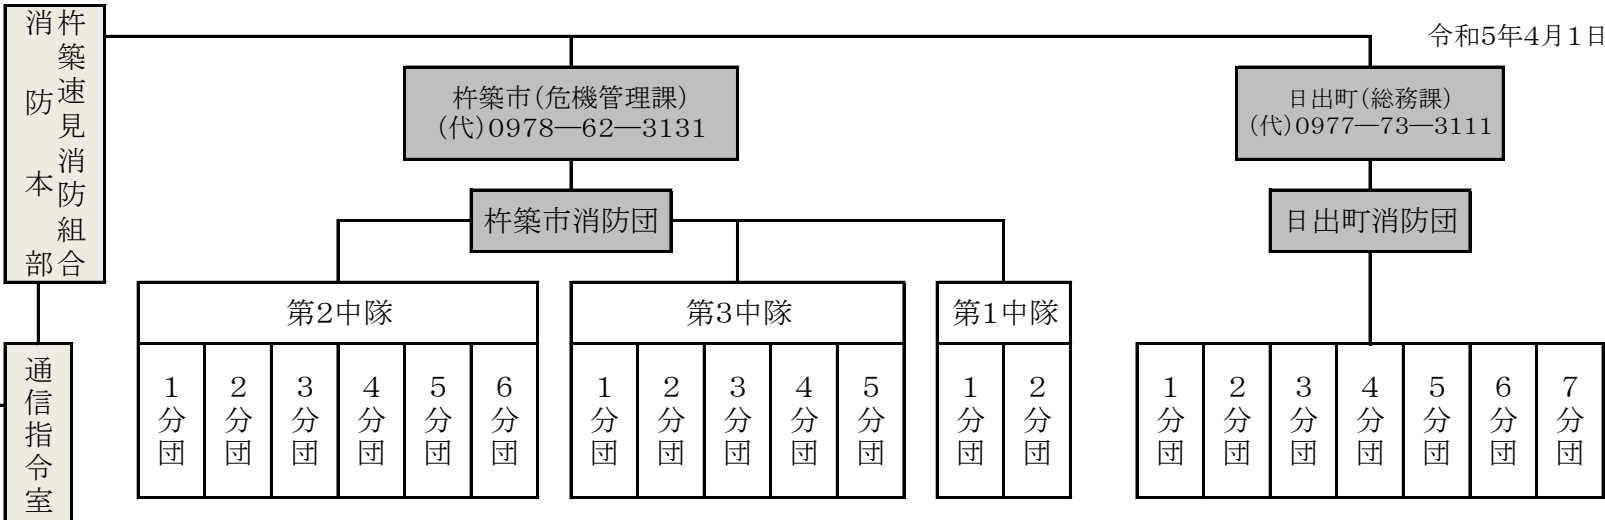 杵築速見消防組合
消防本部
令和5年4月1日
杵築市(危機管理課)
(代)0978―62―3131
日出町(総務課)
(代)0977―73―3111
杵築市消防団
日出町消防団
第2中隊
第3中隊
第1中隊
通信指令室
1分団
2分団
3分団
4分団
5分団
6分団
1分団
2分団
3分団
4分団
5分団
1分団
2分団
1分団
2分団
3分団
4分団
5分団
6分団
7分団